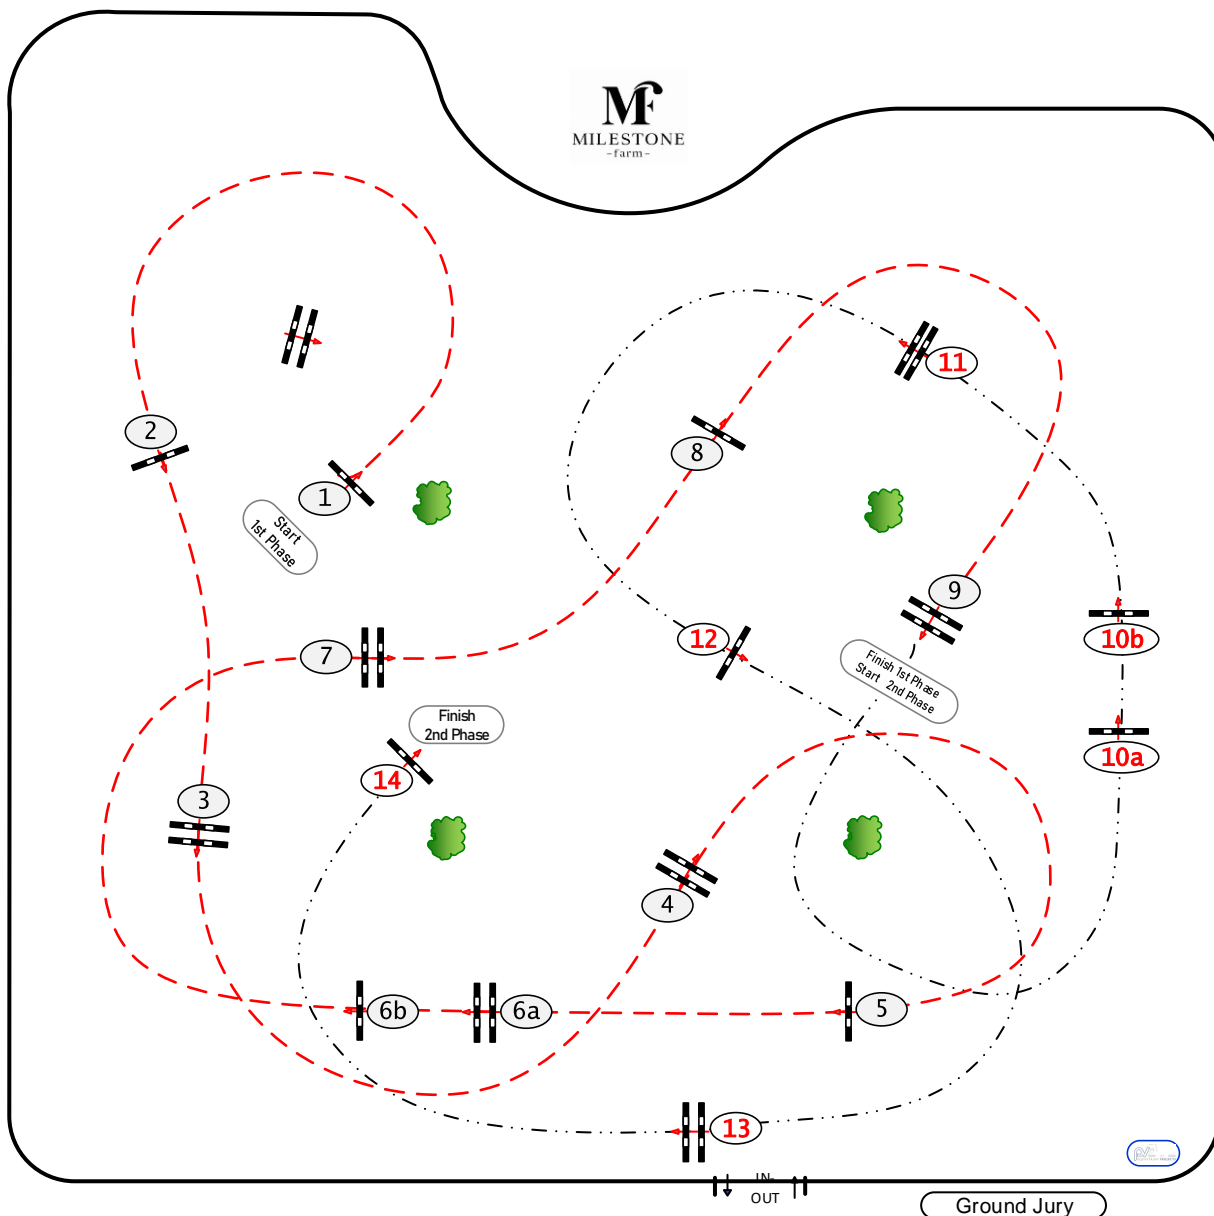 MF
MILESTONE
-farm-
2
11
8
1
Start
1st Phase
9
12
10b
7
Finish 1st Phase
Start 2nd Phase
Finish
2nd Phase
10a
14
3
4
6b
6a
5
13
IN-
OUT
Ground Jury